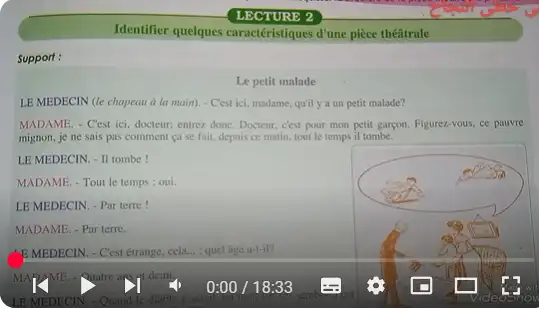 LECTURE 2
Identifier quelques caractéristiques d'une pièce théâtrale
Support :
Le petit malade
LE MEDECIN (le chapeau à la main). - C'est ici, madame, qu'il y a un petit malade?
MADAME. - C'est ici, docteur; entrez donc. Docteur, c'est pour mon petit garçon. Figurez-vous, ce pauvre
mignon, je ne sais pas comment ça se fait, depuis ce matin, tout le temps il tombe.
LE MEDECIN. - Il tombe !
MADAME. - Tout le temps ; oui.
LE MEDECIN. - Par terre !
MADAME. - Par terre.
LE MEDECIN. - C'est étrange, cela... ; quel âge a-t-il?
MADAME. - Quatre ans et demi.
LE MEDECIN. - Quand le diable
0:00 / 18:33
VideoShow